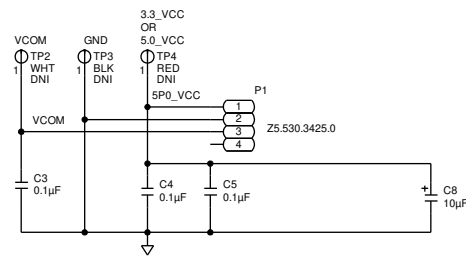 3.3_VCC
OR
5.0_VCC
VCOM
GND
TP2
WHT
DNI
1
TP3
BLK
DNI
1
TP4
RED
DNI
1
5P0_VCC
P1
1
2
3
4
Z5.530.3425.0
VCOM
C3
0.1µF
C4
0.1µF
C5
0.1µF
+
C8
10µF